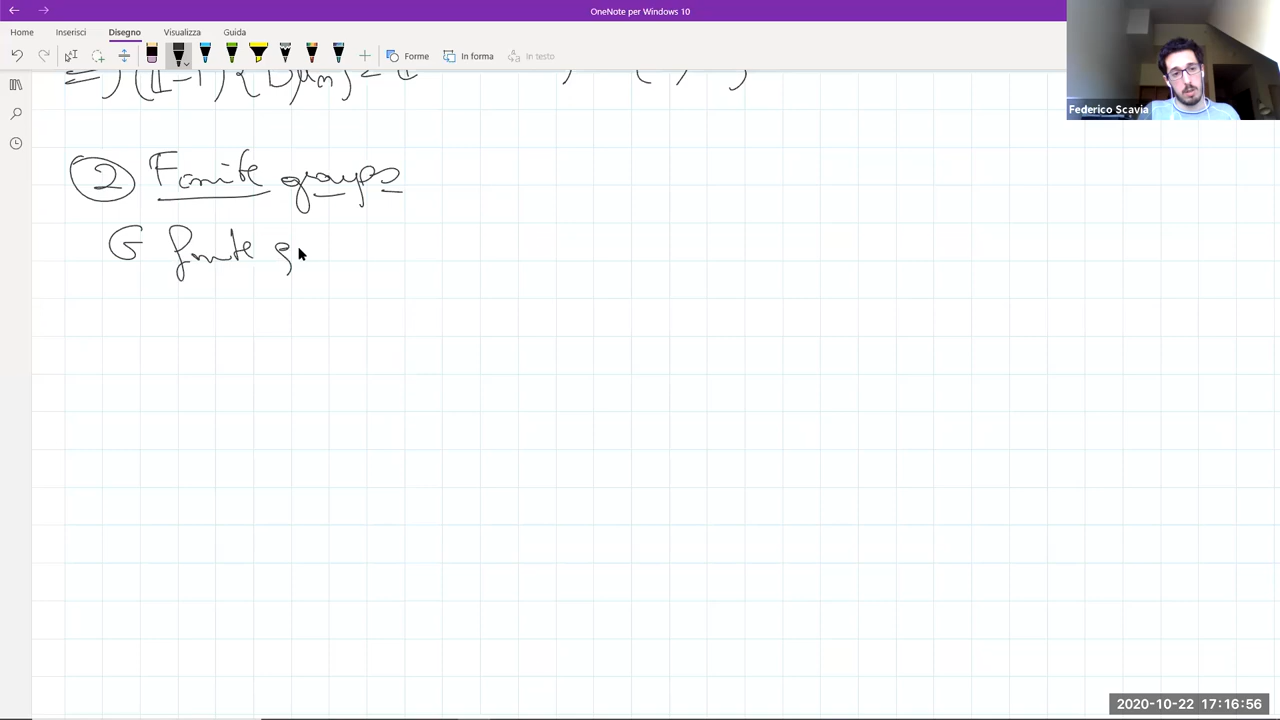 OneNote per Windows 10
Home Inserisci Disegno Visualizza Guida
Forme In forma In testo
Federico Scavia
2 Finite groups
G finite g
2020-10-22 17:16:56